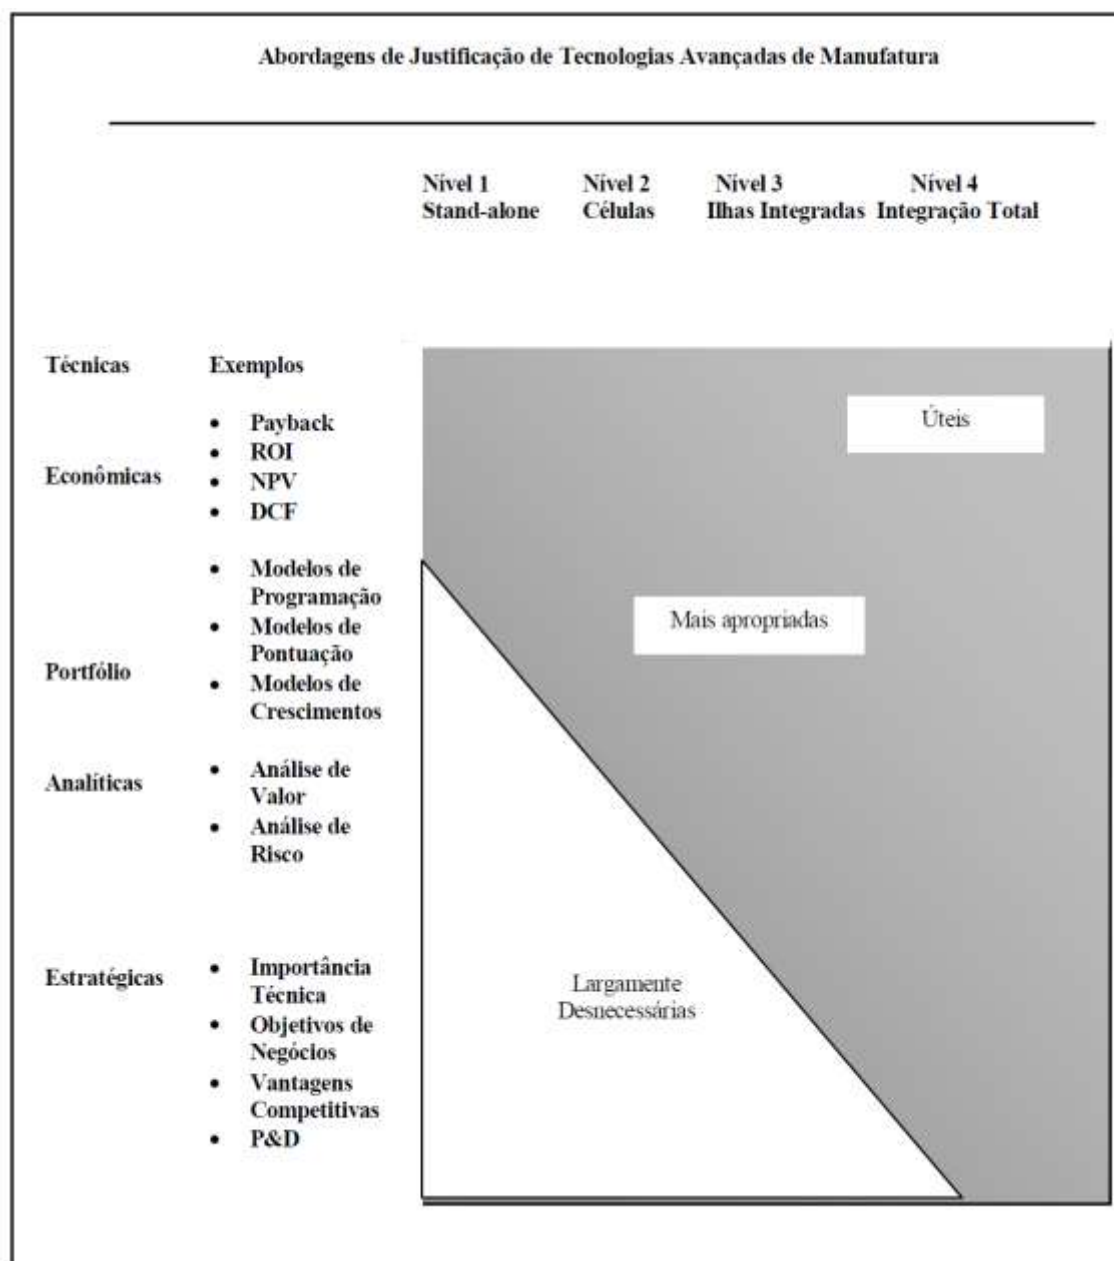 Abordagens de Justificação de Tecnologias Avançadas de Manufatura
Nível 1 Nível 2 Nível 3 Nível 4
Stand-alone Células Ilhas Integradas Integração Total
Técnicas Exemplos
Úteis
• Payback
• ROI
Econômicas
• NPV
• DCF
• Modelos de
Programação
Mais apropriadas
• Modelos de
Pontuação
Portfólio
• Modelos de
Crescimentos
Analíticas
• Análise de
Valor
• Análise de
Risco
Estratégicas
• Importância
Técnica
Largamente
Desnecessárias
• Objetivos de
Negócios
• Vantagens
Competitivas
• P&D